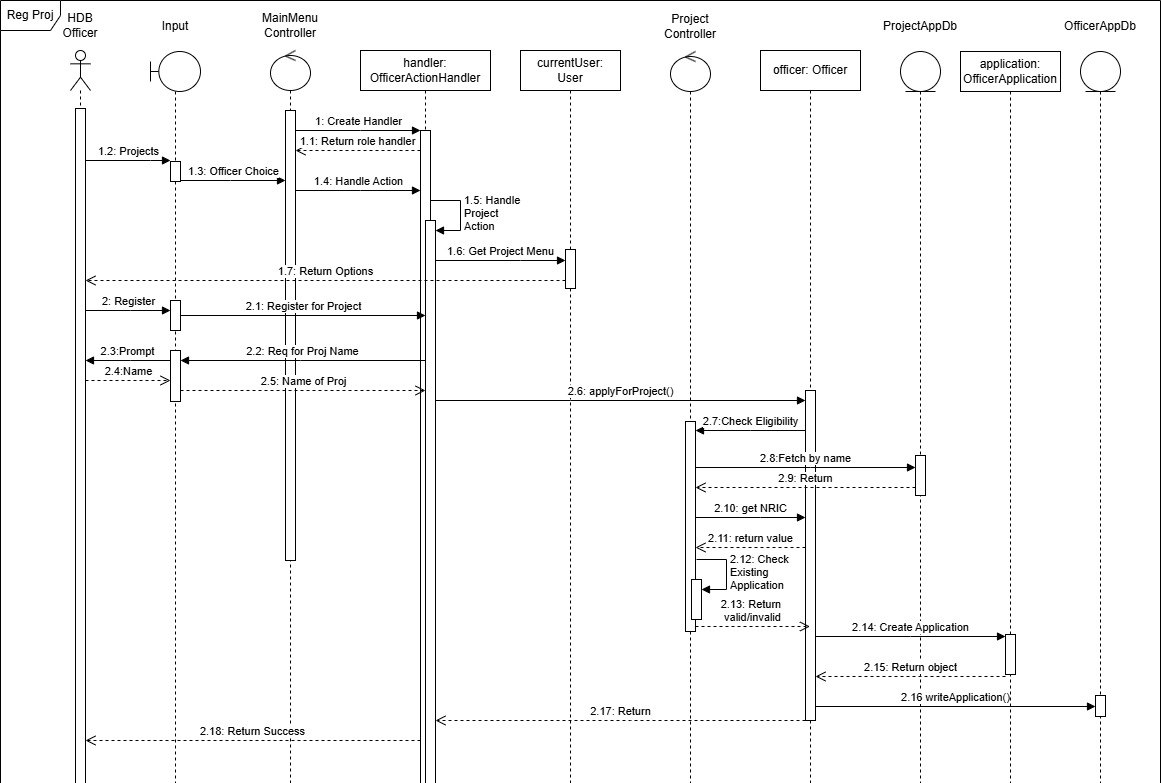 Reg Proj
HDB
Officer
Input
MainMenu
Controller
handler:
OfficerActionHandler
currentUser:
User
Project
Controller
officer: Officer
ProjectAppDb
application:
OfficerApplication
OfficerAppDb
1: Create Handler
1.1: Return role handler
1.2: Projects
1.3: Officer Choice
1.4: Handle Action
1.5: Handle
Project
Action
1.6: Get Project Menu
1.7: Return Options
2: Register
2.1: Register for Project
2.2: Req for Proj Name
2.3:Prompt
2.4:Name
2.5: Name of Proj
2.6: applyForProject()
2.7:Check Eligibility
2.8:Fetch by name
2.9: Return
2.10: get NRIC
2.11: return value
2.12: Check
Existing
Application
2.13: Return
valid/invalid
2.14: Create Application
2.15: Return object
2.16 writeApplication()
2.17: Return
2.18: Return Success